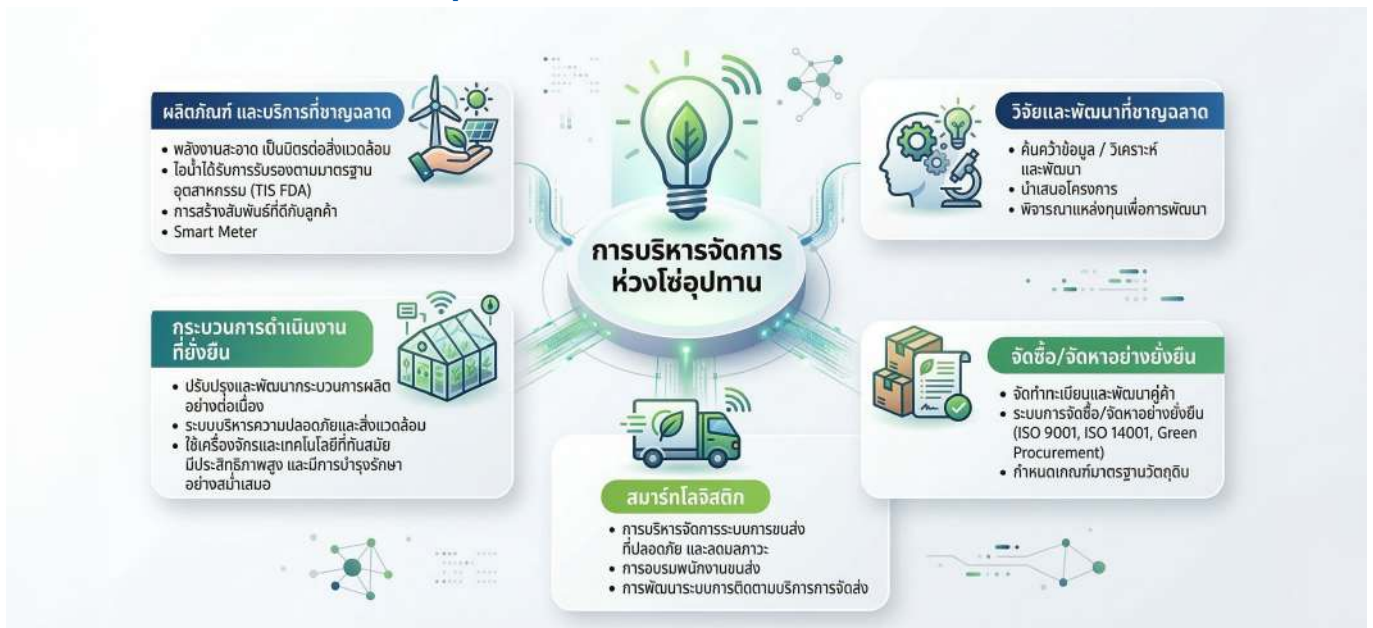 การบริหารจัดการ
ห่วงโซ่อุปทาน
ผลิตภัณฑ์ และบริการที่ชาญฉลาด
• พลังงานสะอาด เป็นมิตรต่อสิ่งแวดล้อม
• ไอน้ำได้รับการรับรองตามมาตรฐาน
อุตสาหกรรม (TIS FDA)
• การสร้างสัมพันธ์ที่ดีกับลูกค้า
• Smart Meter
วิจัยและพัฒนาที่ชาญฉลาด
• ค้นคว้าข้อมูล / วิเคราะห์
และพัฒนา
• นำเสนอโครงการ
• พิจารณาแหล่งทุนเพื่อการพัฒนา
กระบวนการดำเนินงาน
ที่ยั่งยืน
• ปรับปรุงและพัฒนากระบวนการผลิต
อย่างต่อเนื่อง
• ระบบบริหารความปลอดภัยและสิ่งแวดล้อม
• ใช้เครื่องจักรและเทคโนโลยีที่ทันสมัย
มีประสิทธิภาพสูง และมีการบำรุงรักษา
อย่างสม่ำเสมอ
จัดซื้อ/จัดหาอย่างยั่งยืน
• จัดทำทะเบียนและพัฒนาคู่ค้า
• ระบบการจัดซื้อ/จัดหาอย่างยั่งยืน
(ISO 9001, ISO 14001, Green
Procurement)
• กำหนดเกณฑ์มาตรฐานวัตถุดิบ
สมาร์ทโลจิสติก
• การบริหารจัดการระบบการขนส่ง
ที่ปลอดภัย และลดมลภาวะ
• การอบรมพนักงานขนส่ง
• การพัฒนาระบบการติดตามบริการการจัดส่ง